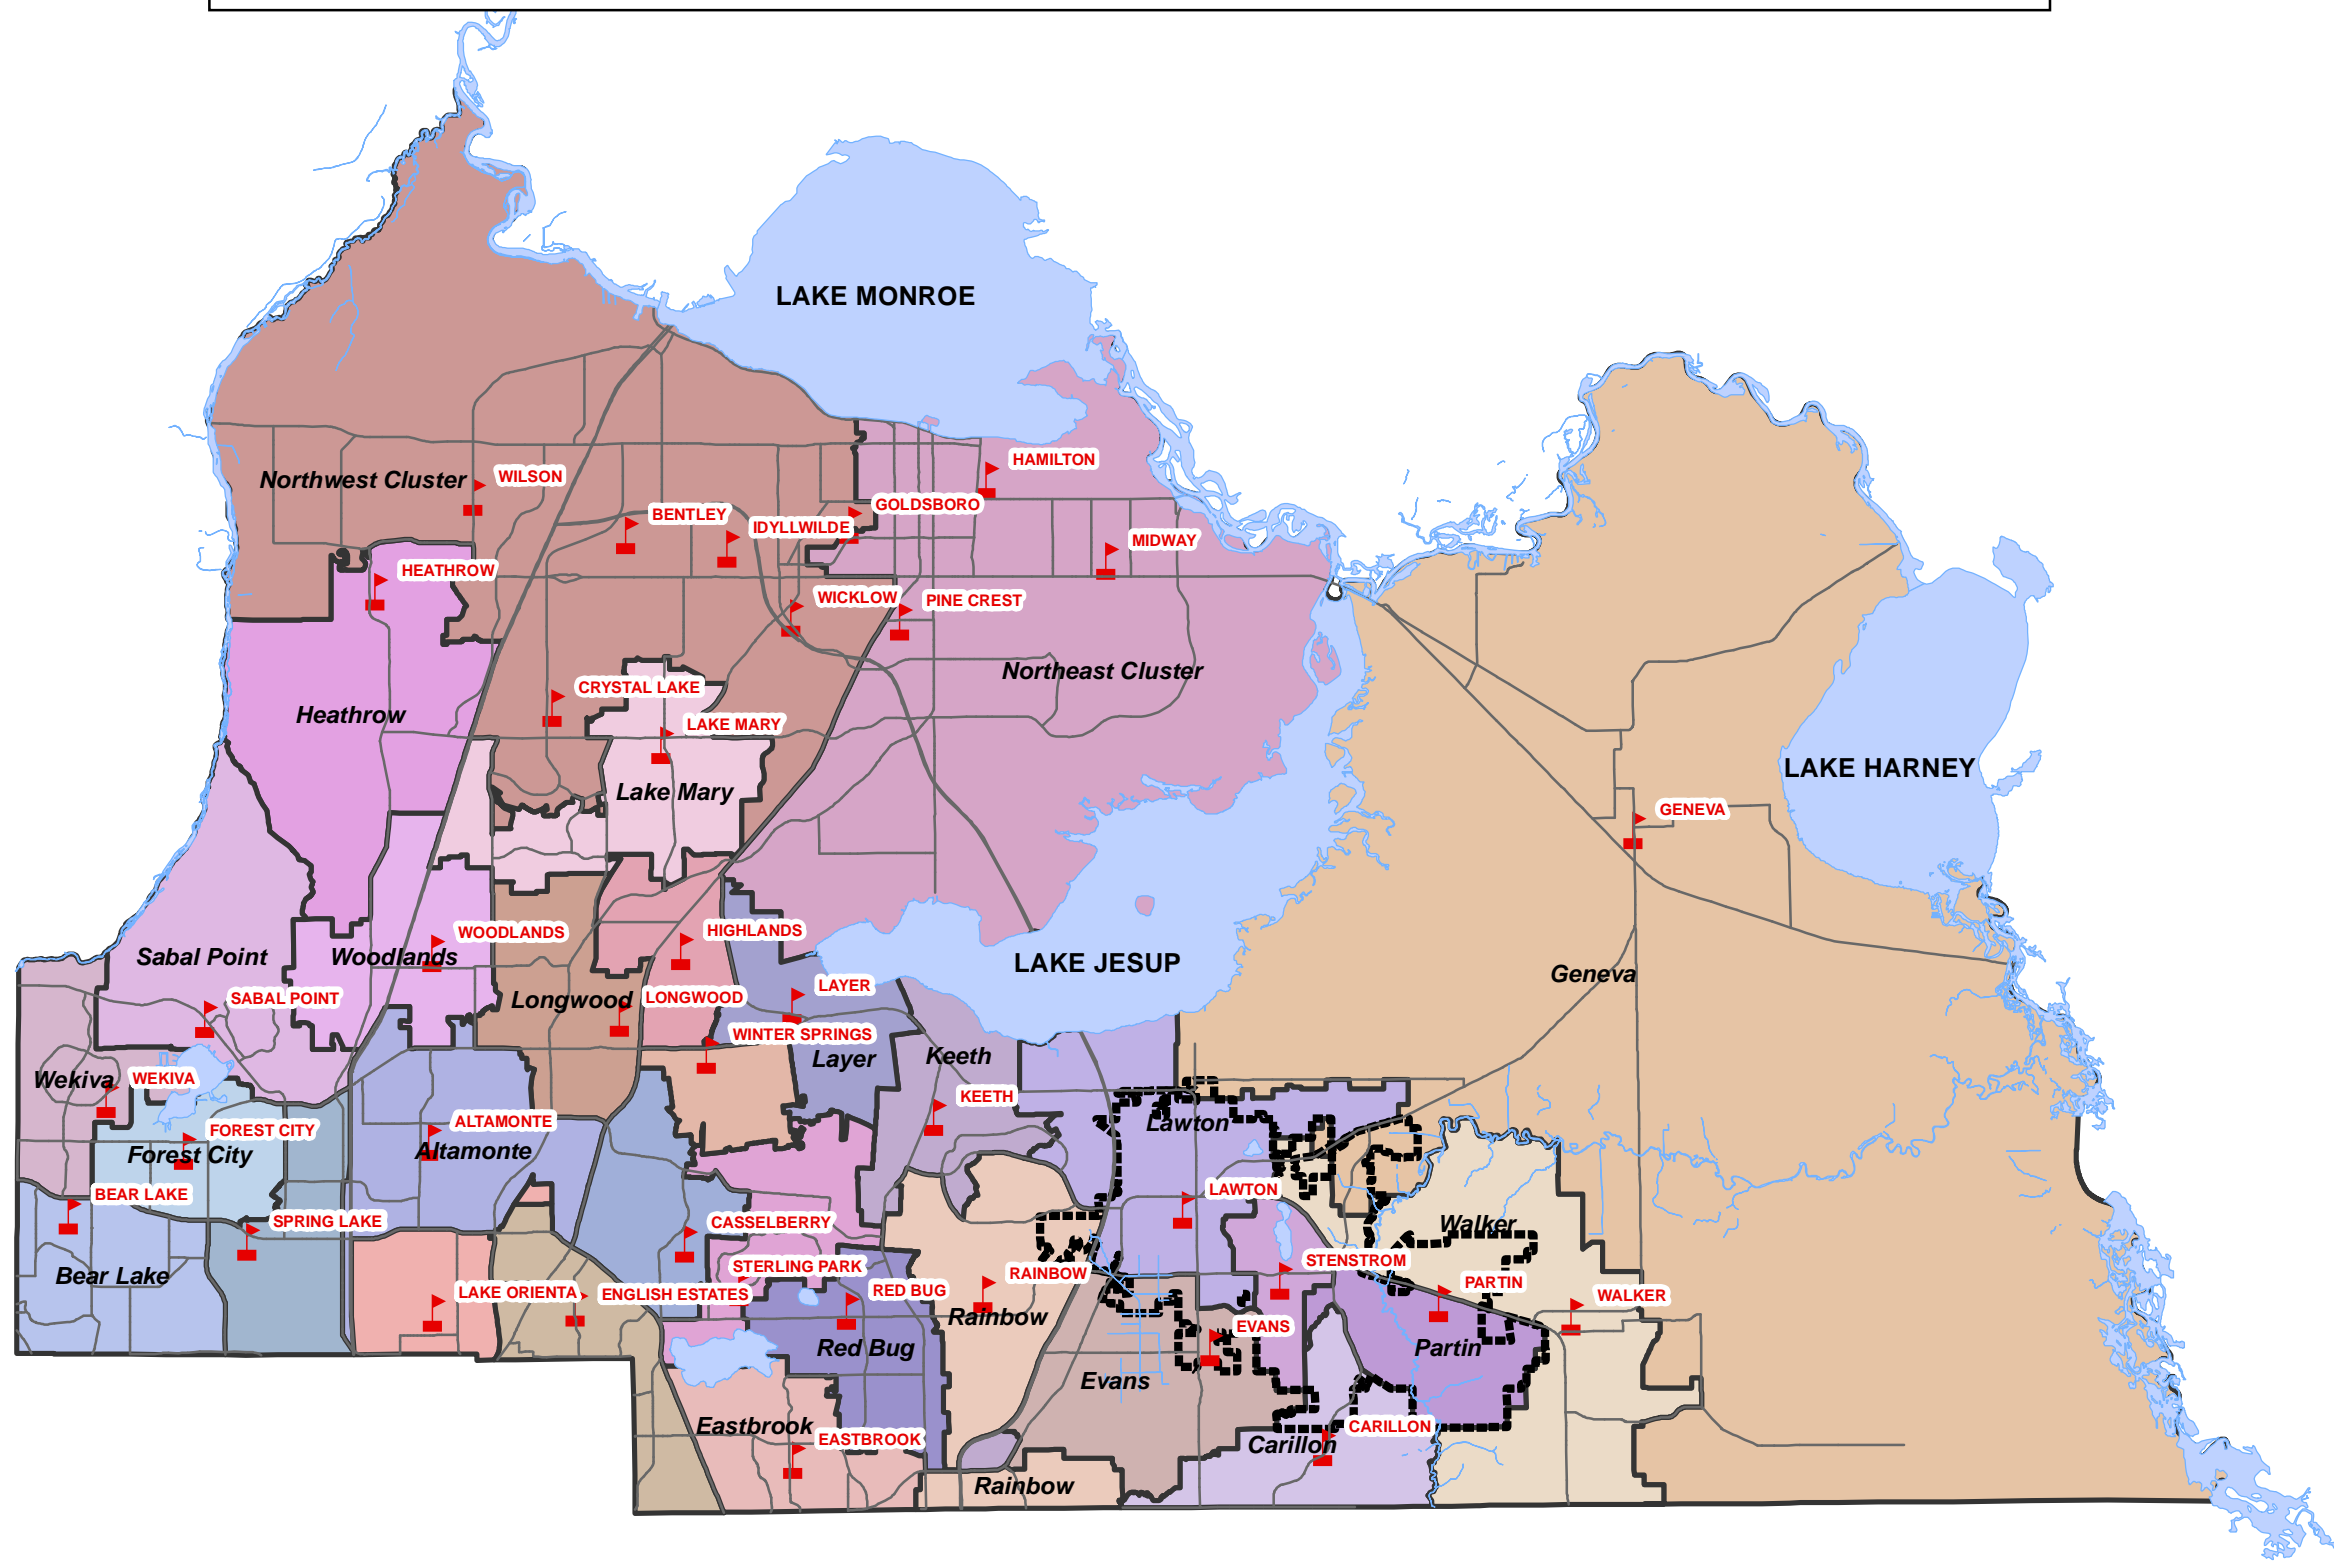 LAKE MONROE
HAMILTON
Northwest Cluster
WILSON
GOLDSBORO
BENTLEY
IDYLLWILDE
MIDWAY
HEATHROW
WICKLOW
PINE CREST
Northeast Cluster
CRYSTAL LAKE
Heathrow
LAKE MARY
LAKE HARNEY
Lake Mary
GENEVA
HIGHLANDS
WOODLANDS
Sabal Point
Woodlands
LAKE JESUP
Geneva
LAYER
SABAL POINT
Longwood
LONGWOOD
WINTER SPRINGS
Layer
Keeth
Wekiva
WEKIVA
KEETH
ALTAMONTE
Lawton
FOREST CITY
Forest City
Altamonte
BEAR LAKE
LAWTON
SPRING LAKE
CASSELBERRY
Walker
STENSTROM
STERLING PARK
Bear Lake
RAINBOW
PARTIN
LAKE ORIENTA
ENGLISH ESTATES
RED BUG
WALKER
Rainbow
EVANS
Red Bug
Partin
Evans
Eastbrook
CARILLON
EASTBROOK
Carillon
Rainbow